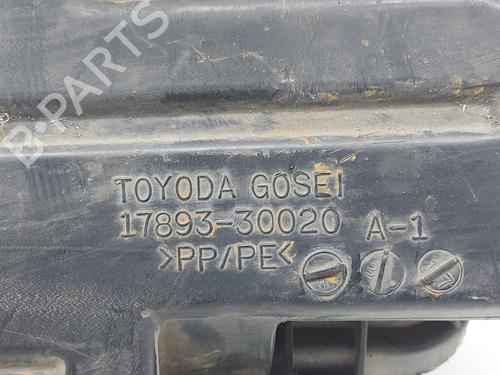 B-PARTS
TOYODA GOSEI
17893-30020 A-1
>PP/PE<